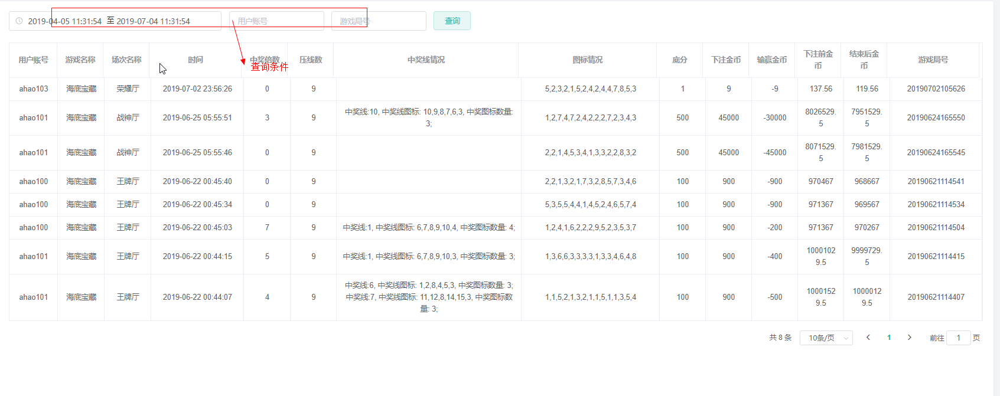 2019-04-05 11:31:54 至 2019-07-04 11:31:54 用户账号 游戏局号 查询
用户账号 游戏名称 场次名称 时间 中奖倍数 压线数 中奖线情况 图标情况 底分 下注金币 输赢金币 下注前金币 结束后金币 游戏局号
查询条件
ahao103 海底宝藏 荣耀厅 2019-07-02 23:56:26 0 9 5,2,3,2,1,5,2,4,2,4,4,7,8,5,3 1 9 -9 137.56 119.56 20190702105626
ahao101 海底宝藏 战神厅 2019-06-25 05:55:51 3 9 中奖线:10, 中奖线图标: 10,9,8,7,6,3, 中奖图标数量: 3; 1,2,7,4,7,2,4,2,2,2,7,2,3,4,3 500 45000 -30000 8026529.5 7951529.5 20190624165550
ahao101 海底宝藏 战神厅 2019-06-25 05:55:46 0 9 2,2,1,4,5,3,4,1,3,3,2,2,8,3,2 500 45000 -45000 8071529.5 7981529.5 20190624165545
ahao100 海底宝藏 王牌厅 2019-06-22 00:45:40 0 9 2,2,1,3,2,1,7,3,2,8,5,7,3,4,6 100 900 -900 970467 968667 20190621114541
ahao100 海底宝藏 王牌厅 2019-06-22 00:45:34 0 9 5,3,5,5,4,4,1,4,5,2,4,6,5,7,4 100 900 -900 971367 969567 20190621114534
ahao100 海底宝藏 王牌厅 2019-06-22 00:45:03 7 9 中奖线:1, 中奖线图标: 6,7,8,9,10,4, 中奖图标数量: 4; 1,2,4,1,6,2,2,2,9,5,2,3,5,3,7 100 900 -200 971367 970267 20190621114504
ahao101 海底宝藏 王牌厅 2019-06-22 00:44:15 5 9 中奖线:1, 中奖线图标: 6,7,8,9,10,3, 中奖图标数量: 3; 1,3,6,6,3,3,3,3,1,3,3,4,6,4,8 100 900 -400 10001029.5 9999729.5 20190621114415
ahao101 海底宝藏 王牌厅 2019-06-22 00:44:07 4 9 中奖线:6, 中奖线图标: 1,2,8,4,5,3, 中奖图标数量: 3; 中奖线:7, 中奖线图标: 11,12,8,14,15,3, 中奖图标数量: 3; 1,1,5,2,1,3,2,1,1,5,1,1,3,5,4 100 900 -500 10001529.5 10000129.5 20190621114407
共 8 条 10条/页 1 前往 1 页